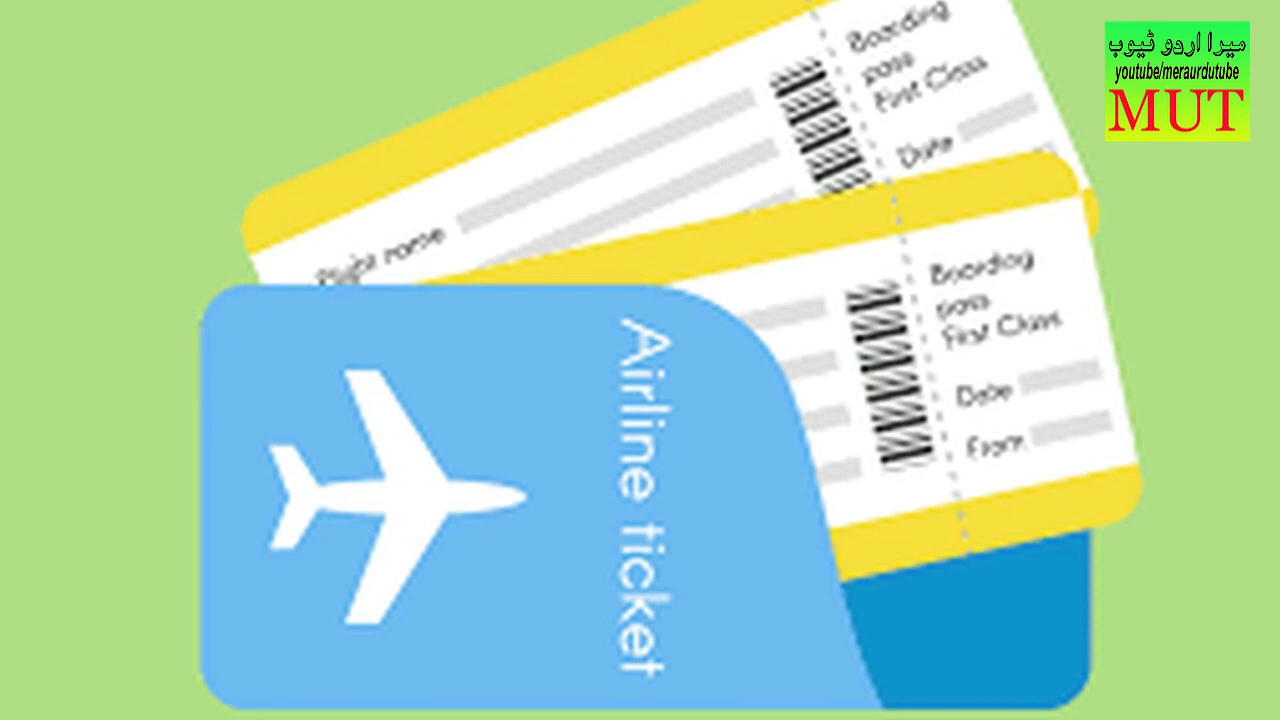 میرا اردو ٹیوب
youtube/meraurdutube
MUT
Boarding
pass
First Class
Date
Flight name
Boarding
pass
First Class
Date
From
Airline ticket